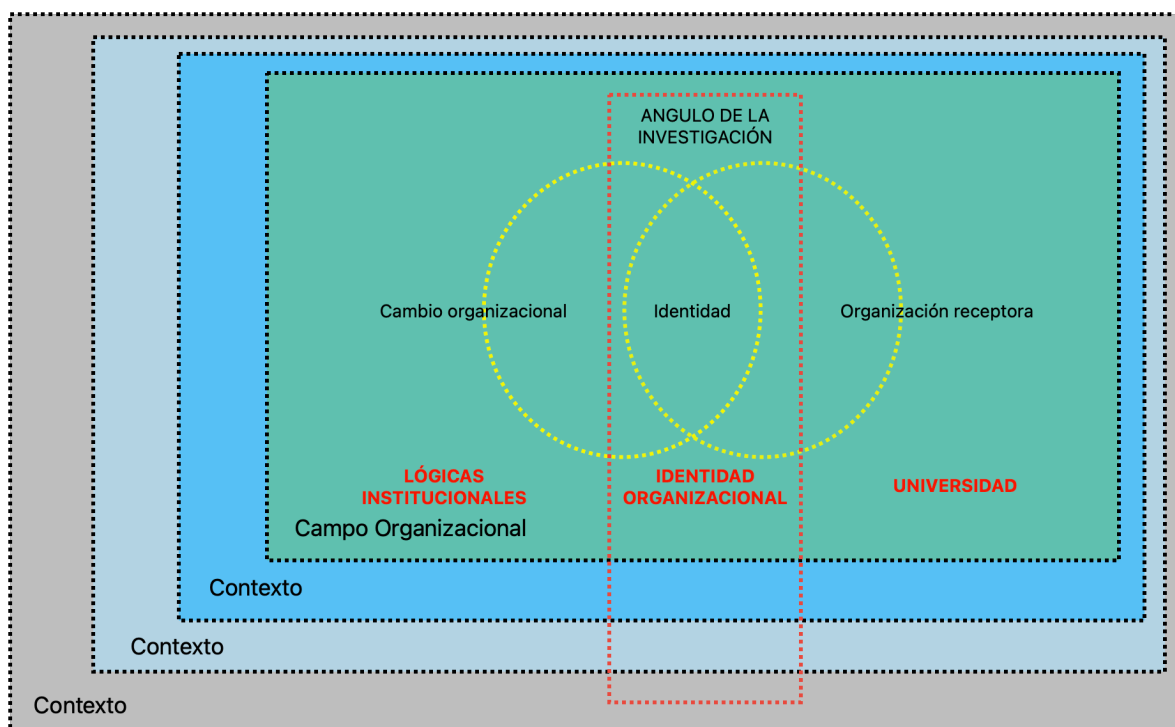 ANGULO DE LA
INVESTIGACIÓN
Cambio organizacional
Identidad
Organización receptora
LÓGICAS
INSTITUCIONALES
IDENTIDAD
ORGANIZACIONAL
UNIVERSIDAD
Campo Organizacional
Contexto
Contexto
Contexto